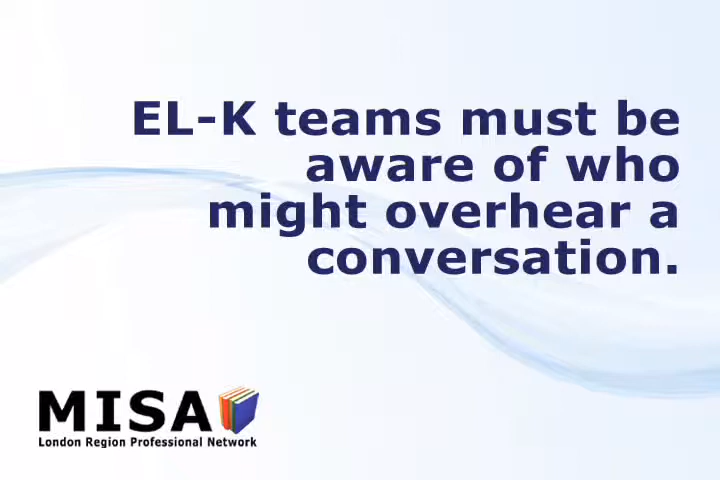 EL-K teams must be
aware of who
might overhear a
conversation.
MISA
London Region Professional Network